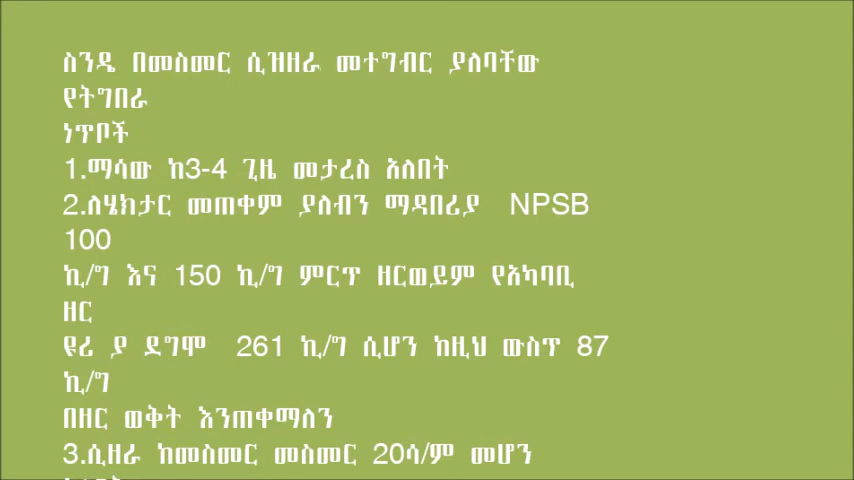 ስንዴ በመስመር ሲዝዘራ መተግብር ያለባቸው
የትግበራ
ነጥቦች
1.ማሳው ከ3-4 ጊዜ መታረስ አለበት
2.ለሄክታር መጠቀም ያለብን ማዳበሪያ NPSB
100
ኪ/ግ እና 150 ኪ/ግ ምርጥ ዘርወይም የአካባቢ
ዘር
ዩሪ ያ ደግሞ 261 ኪ/ግ ሲሆን ከዚህ ውስጥ 87
ኪ/ግ
በዘር ወቅት እንጠቀማለን
3.ሲዘራ ከመስመር መስመር 20ሳ/ም መሆን